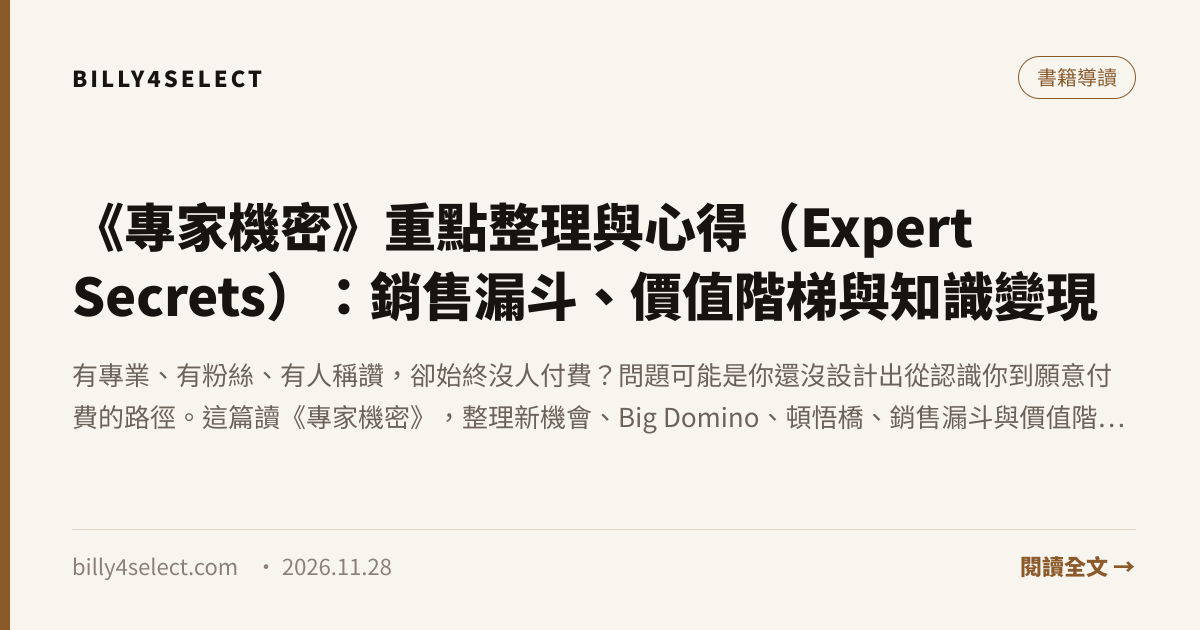 BILLY4SELECT
書籍導讀
《專家機密》重點整理與心得（Expert
Secrets）：銷售漏斗、價值階梯與知識變現
有專業、有粉絲、有人稱讚，卻始終沒人付費？問題可能是你還沒設計出從認識你到願意付
費的路徑。這篇讀《專家機密》，整理新機會、Big Domino、頓悟橋、銷售漏斗與價值階…
billy4select.com ・ 2026.11.28
閱讀全文 →